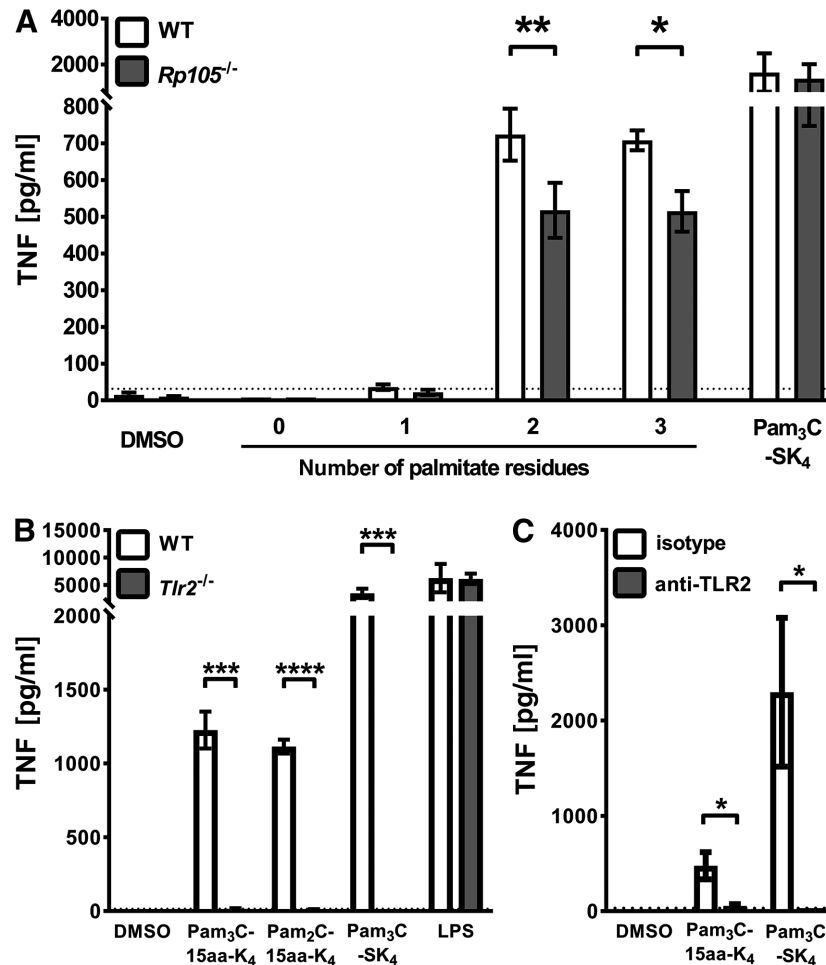 A
TNF [pg/ml]
4000
2000
800
700
600
500
400
300
200
100
0
WT
Rp105-/-
**
*
DMSO
0
1
2
3
Pam3C
-SK4
Number of palmitate residues
B
TNF [pg/ml]
15000
10000
5000
2000
1500
1000
500
0
WT
Tlr2-/-
***
****
***
DMSO
Pam3C-
15aa-K4
Pam2C-
15aa-K4
Pam3C
-SK4
LPS
C
TNF [pg/ml]
4000
3000
2000
1000
0
isotype
anti-TLR2
*
*
DMSO
Pam3C-
15aa-K4
Pam3C
-SK4